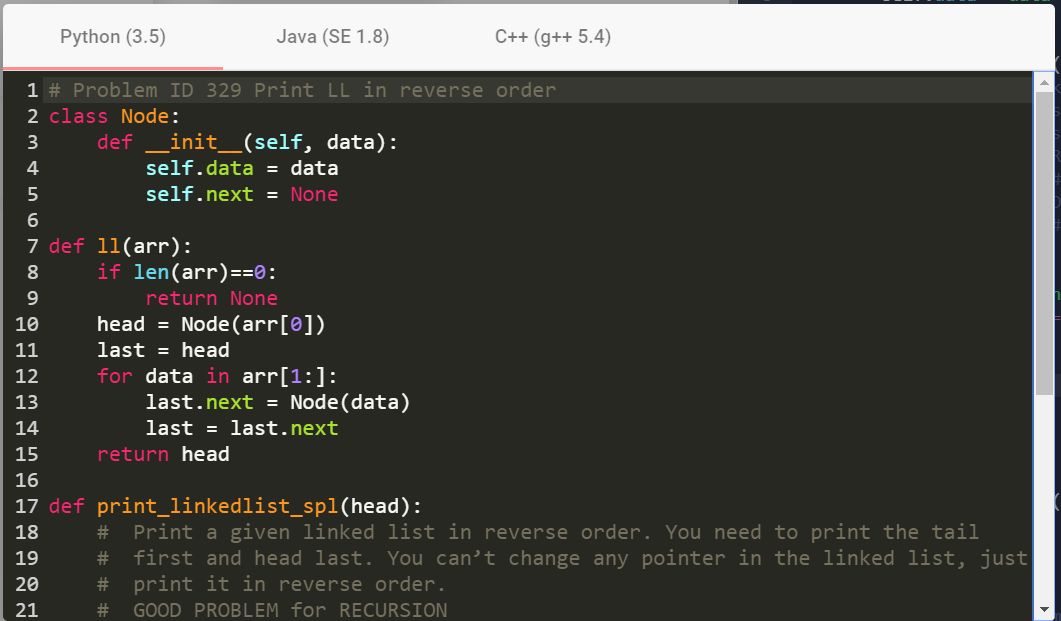 Python (3.5) Java (SE 1.8) C++ (g++ 5.4)
1 # Problem ID 329 Print LL in reverse order
2 class Node:
3     def __init__(self, data):
4         self.data = data
5         self.next = None
6
7 def ll(arr):
8     if len(arr)==0:
9         return None
10     head = Node(arr[0])
11     last = head
12     for data in arr[1:]:
13         last.next = Node(data)
14         last = last.next
15     return head
16
17 def print_linkedlist_spl(head):
18     #  Print a given linked list in reverse order. You need to print the tail
19     #  first and head last. You can’t change any pointer in the linked list, just
20     #  print it in reverse order.
21     #  GOOD PROBLEM for RECURSION